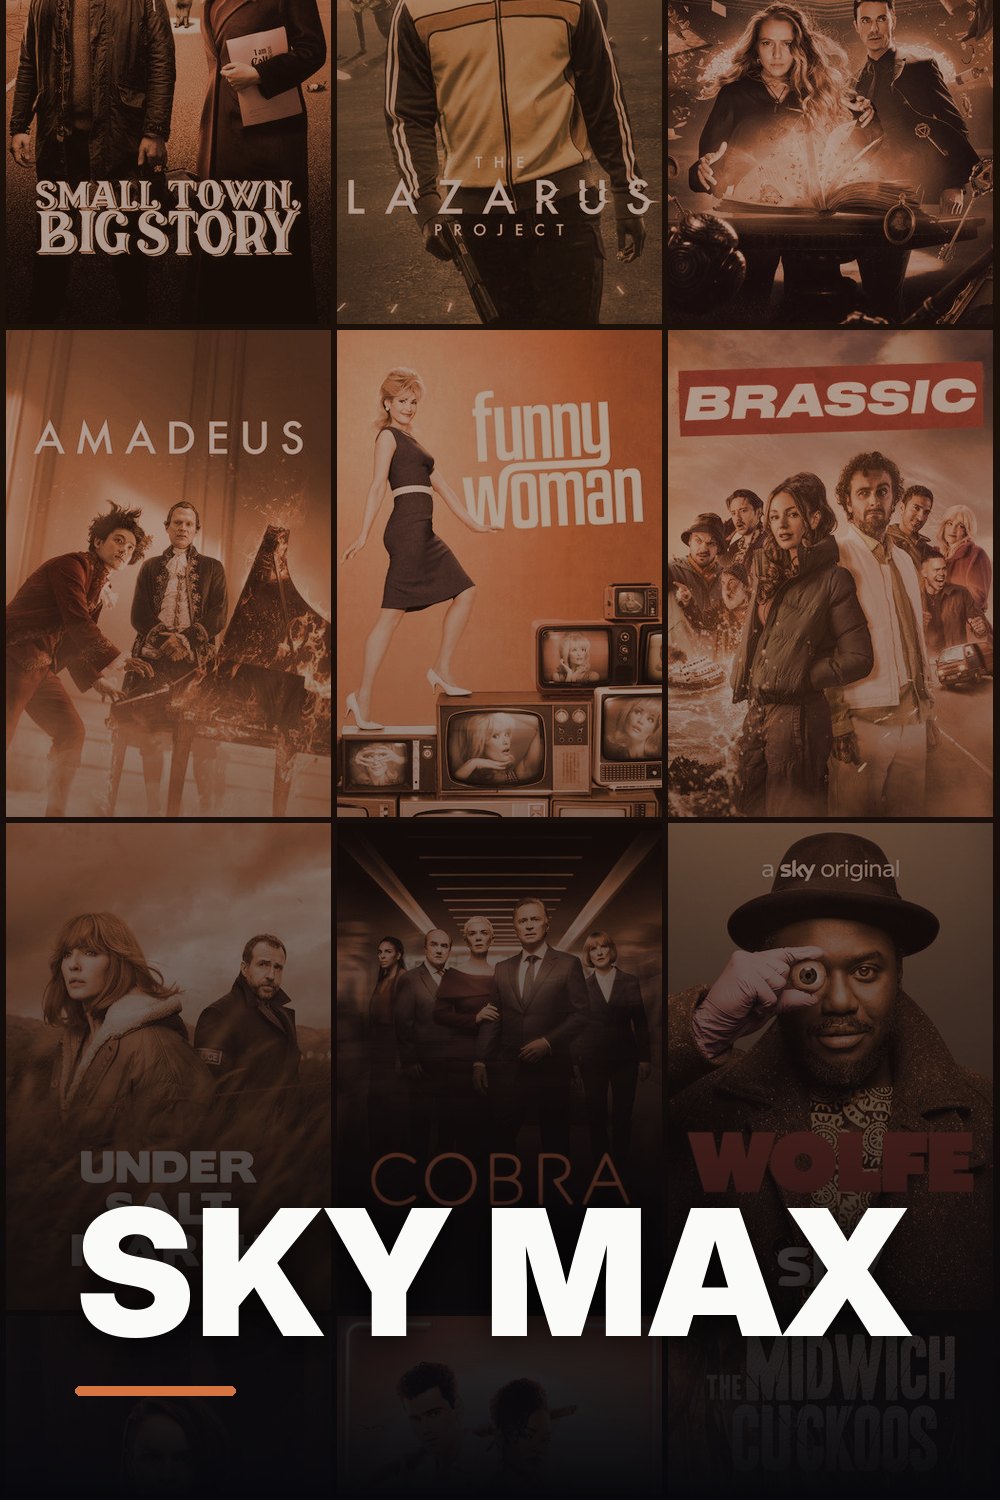 I am
SMALL TOWN,
BIG STORY
THE
LAZARUS
PROJECT
AMADEUS
funny
woman
BRASSIC
UNDER
SALT
COBRA
a sky original
WOLFE
SKY MAX
THE MIDWICH
CUCKOOS